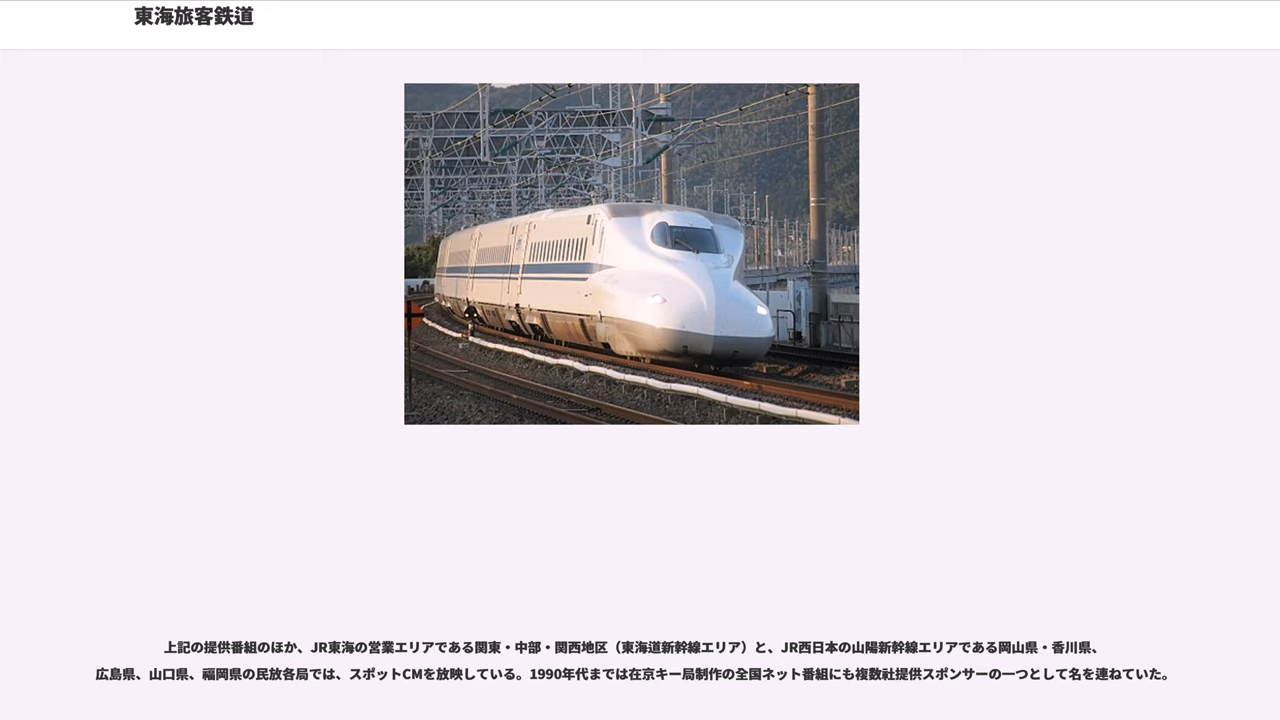 東海旅客鉄道
上記の提供番組のほか、JR東海の営業エリアである関東・中部・関西地区（東海道新幹線エリア）と、JR西日本の山陽新幹線エリアである岡山県・香川県、
広島県、山口県、福岡県の民放各局では、スポットCMを放映している。1990年代までは在京キー局制作の全国ネット番組にも複数社提供スポンサーの一つとして名を連ねていた。